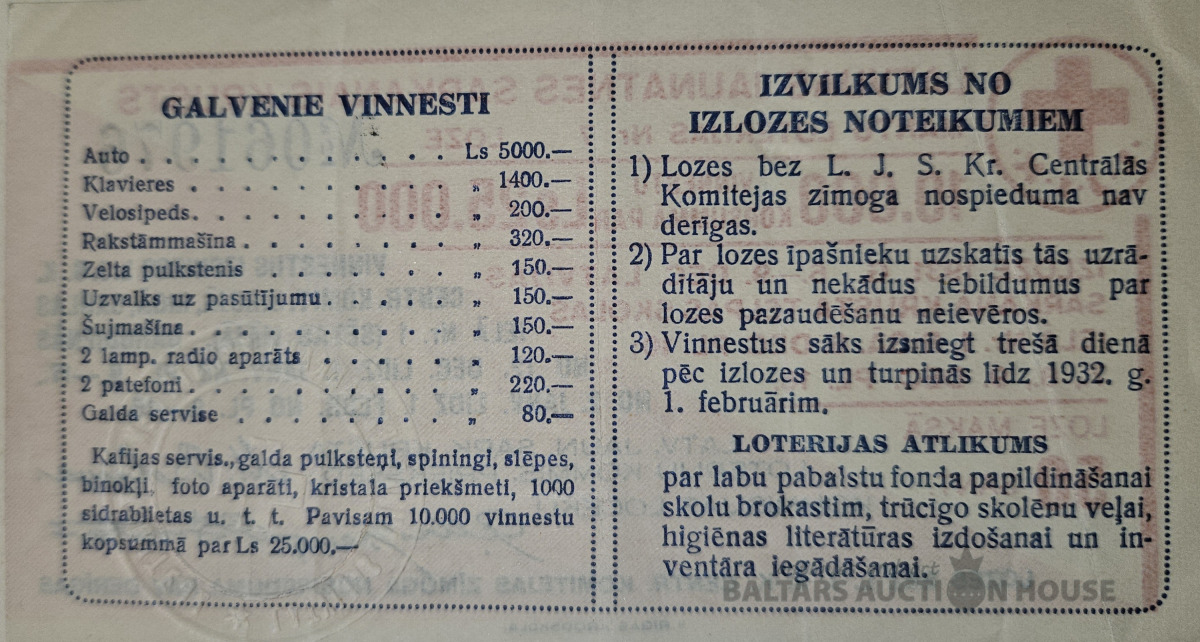 GALVENIE VINNESTI
Auto . . . . . . . . . . . . Ls 5000.—
Klavieres . . . . . . . . . . „ 1400.—
Velosipeds. . . . . . . . . . „ 200.—
Rakstāmmašīna . . . . . . . . „ 320.—
Zelta pulkstenis . . . . . . . „ 150.—
Uzvalks uz pasūtījumu . . . . . „ 150.—
Šujmašīna . . . . . . . . . . „ 150.—
2 lamp. radio aparāts . . . . . „ 120.—
2 patefoni . . . . . . . . . . „ 220.—
Galda servise . . . . . . . . „ 80.—
Kafijas servis., galda pulksteņi, spiningi, slēpes,
binokļi, foto aparāti, kristala priekšmeti, 1000
sidrablietas u. t. t. Pavisam 10.000 vinnestu
kopsummā par Ls 25.000,—
IZVILKUMS NO
IZLOZES NOTEIKUMIEM
1) Lozes bez L. J. S. Kr. Centrālās
Komitejas zīmoga nospieduma nav
derīgas.
2) Par lozes īpašnieku uzskatīs tās uzrā-
dītāju un nekādus iebildumus par
lozes pazaudēšanu neievēros.
3) Vinnestus sāks izsniegt trešā dienā
pēc izlozes un turpinās līdz 1932. g.
1. februārim.
LOTERIJAS ATLIKUMS
par labu pabalstu fonda papildināšanai
skolu brokastim, trūcīgo skolēnu veļai,
higiēnas literātūras izdošanai un in-
ventāra iegādāšanai.
BALTARS AUCTION HOUSE